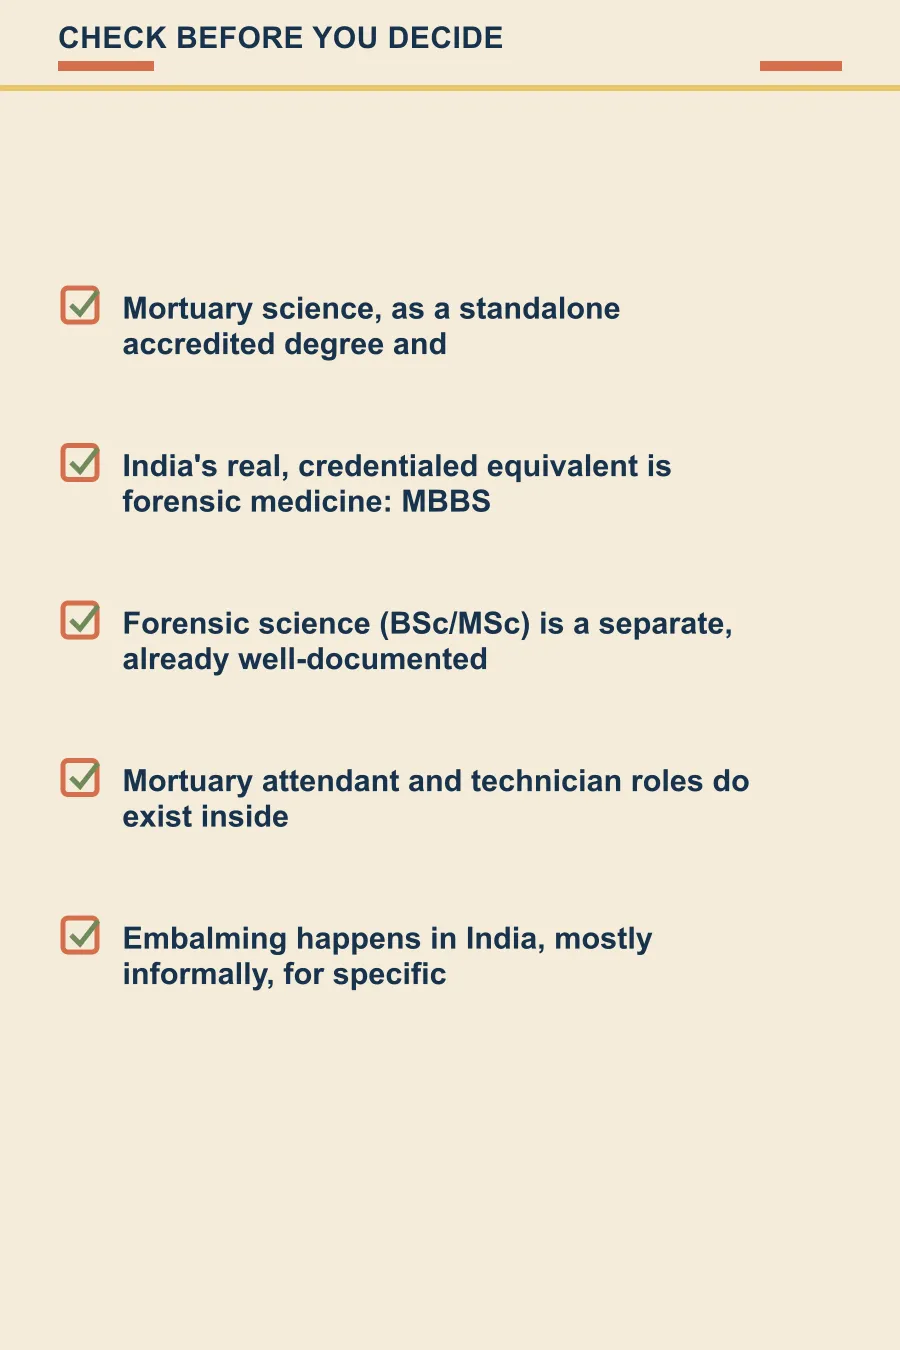 CHECK BEFORE YOU DECIDE
Mortuary science, as a standalone
accredited degree and
India's real, credentialed equivalent is
forensic medicine: MBBS
Forensic science (BSc/MSc) is a separate,
already well-documented
Mortuary attendant and technician roles do
exist inside
Embalming happens in India, mostly
informally, for specific